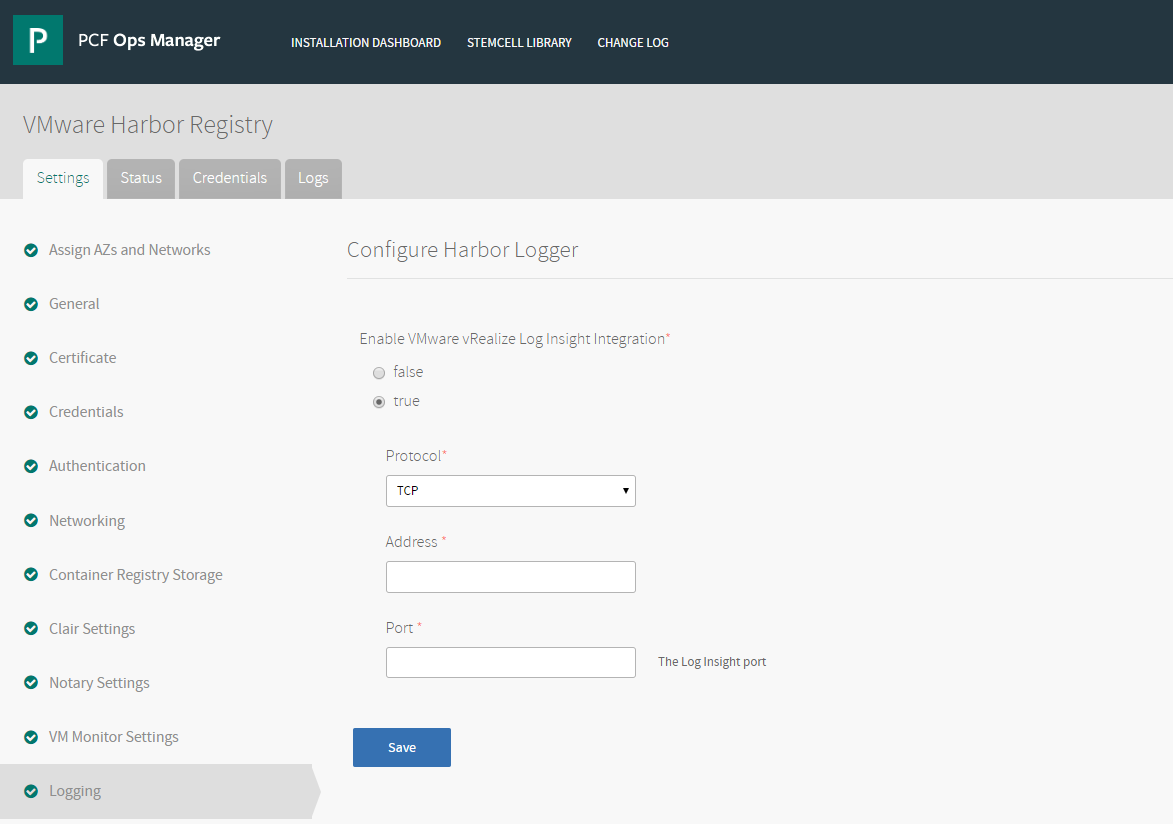 PCF Ops Manager
INSTALLATION DASHBOARD STEMCELL LIBRARY CHANGE LOG
VMware Harbor Registry
Settings Status Credentials Logs
Assign AZs and Networks
General
Certificate
Credentials
Authentication
Networking
Container Registry Storage
Clair Settings
Notary Settings
VM Monitor Settings
Logging
Configure Harbor Logger
Enable VMware vRealize Log Insight Integration*
false
true
Protocol*
TCP
Address *
Port *
The Log Insight port
Save